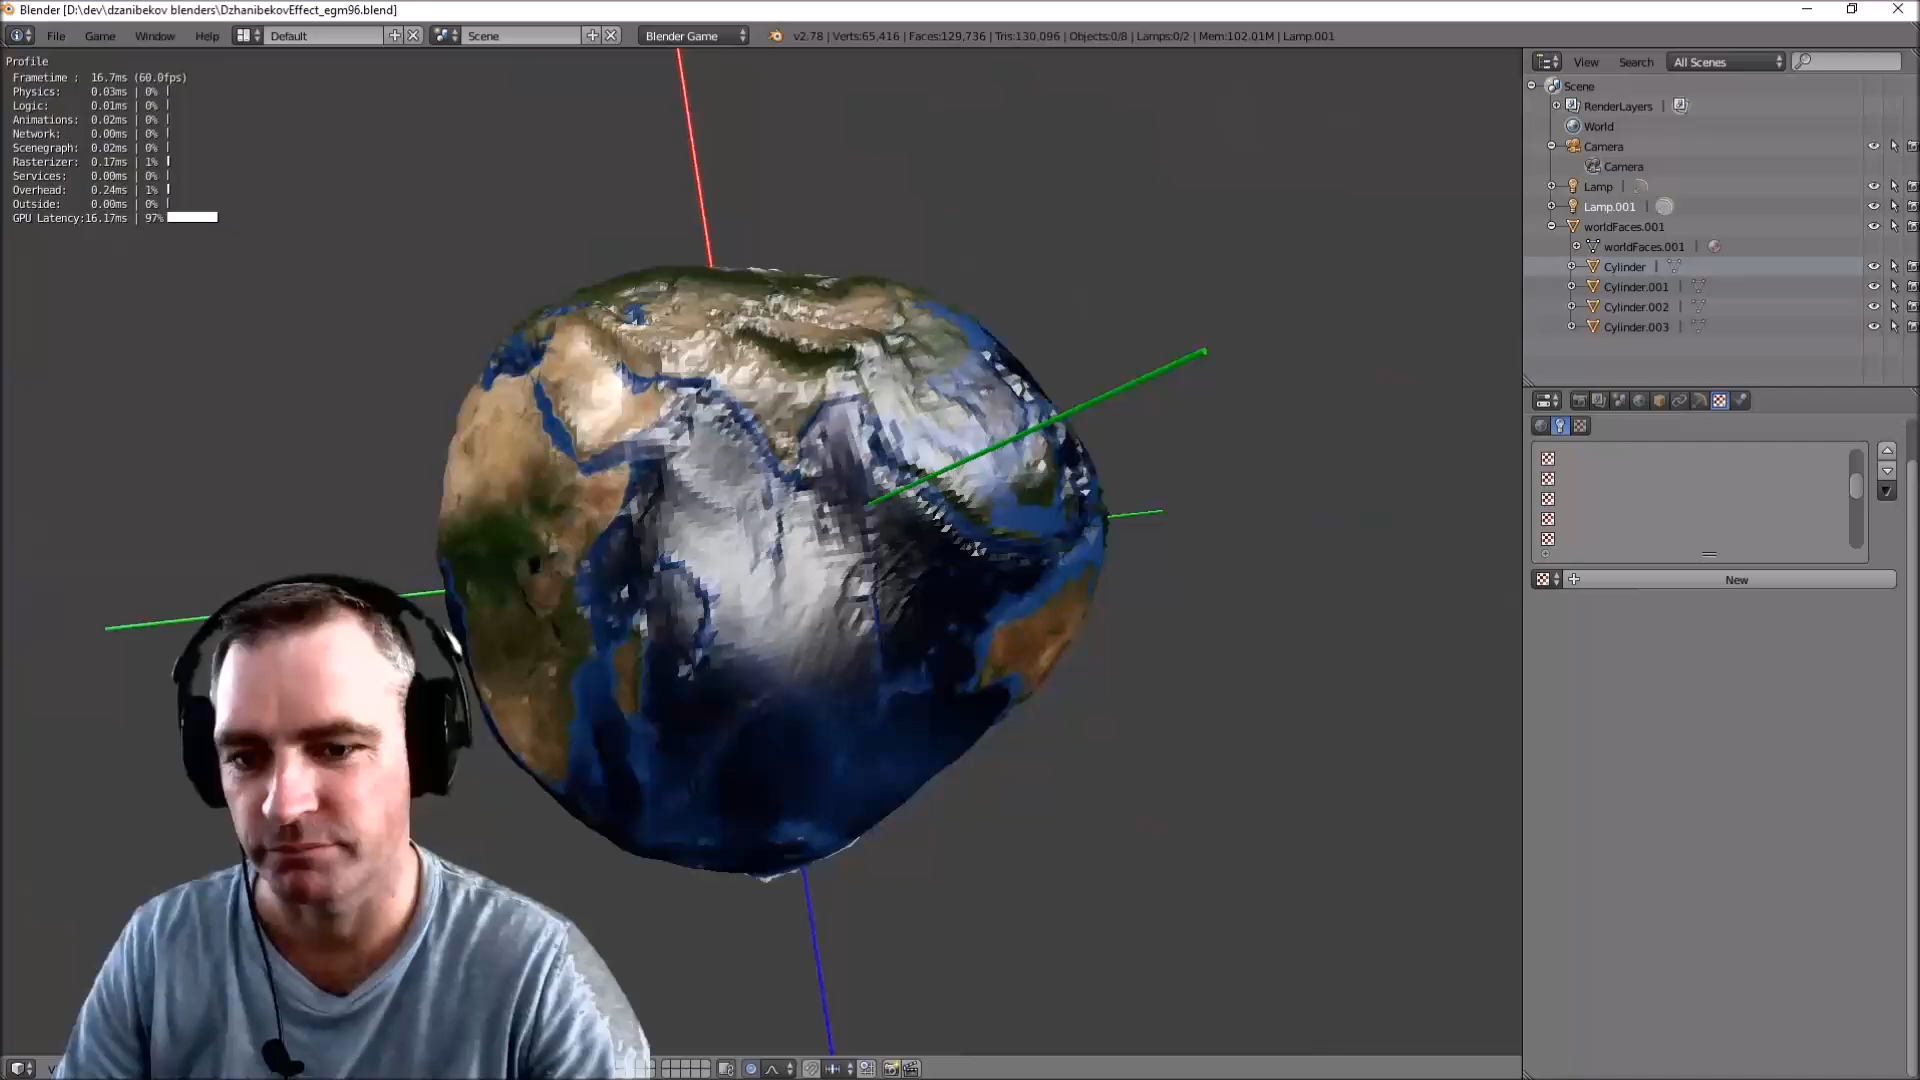 Blender [D:\dev\dzanibekov blenders\DzhanibekovEffect_egm96.blend]
File Game Window Help Default Scene Blender Game v2.78 | Verts:65,416 | Faces:129,736 | Tris:130,096 | Objects:0/8 | Lamps:0/2 | Mem:102.01M | Lamp.001
Profile
Frametime : 16.7ms (60.0fps)
Physics: 0.03ms | 0%
Logic: 0.01ms | 0%
Animations: 0.02ms | 0%
Network: 0.00ms | 0%
Scenegraph: 0.02ms | 0%
Rasterizer: 0.17ms | 1%
Services: 0.00ms | 0%
Overhead: 0.24ms | 1%
Outside: 0.00ms | 0%
GPU Latency:16.17ms | 97%
View Search All Scenes
Scene
RenderLayers |
World
Camera
Camera
Lamp |
Lamp.001 |
worldFaces.001
worldFaces.001 |
Cylinder |
Cylinder.001 |
Cylinder.002 |
Cylinder.003 |
New